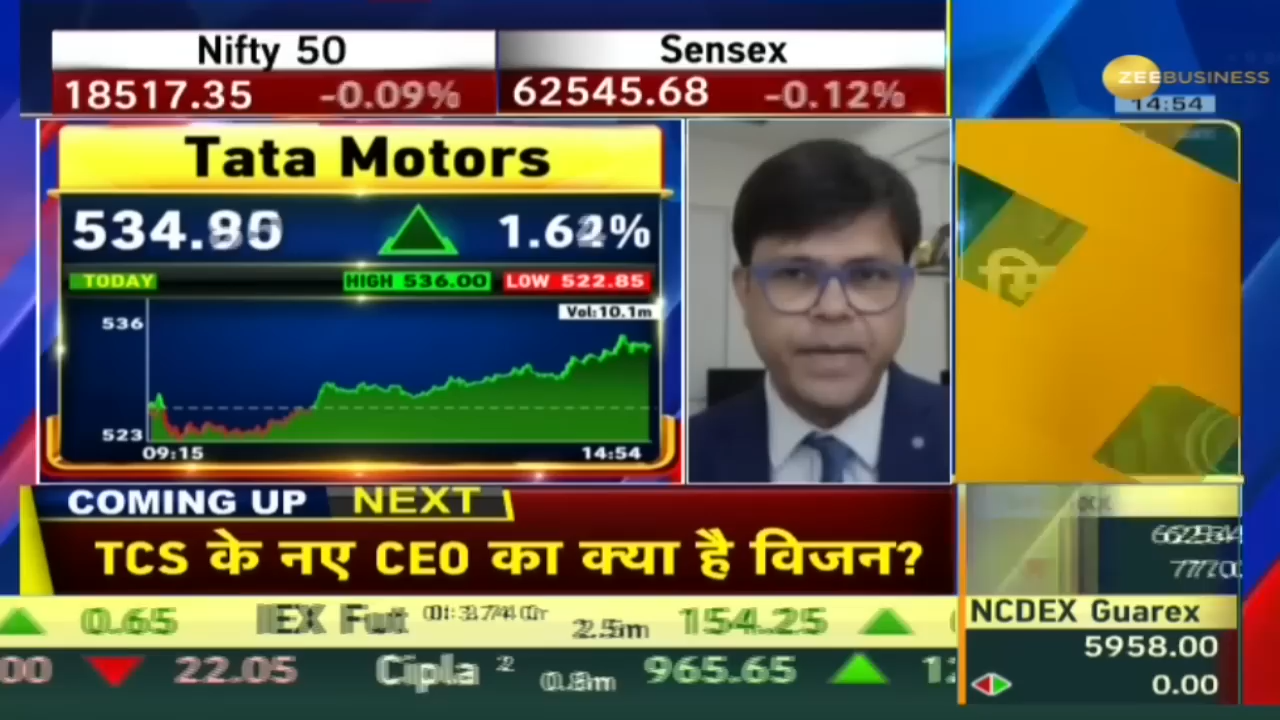 Nifty 50
18517.35 -0.09%
Sensex
62545.68 -0.12%
ZEEBUSINESS
14:54
Tata Motors
TODAY HIGH 536.00 LOW 522.85
Vol:10.1m
536
523
09:15 14:54
COMING UP NEXT
TCS के नए CEO का क्या है विजन?
0.65 IEX Fut 2.5m 154.25
00 22.05 Cipla 0.8m 965.65
NCDEX Guarex
5958.00
0.00